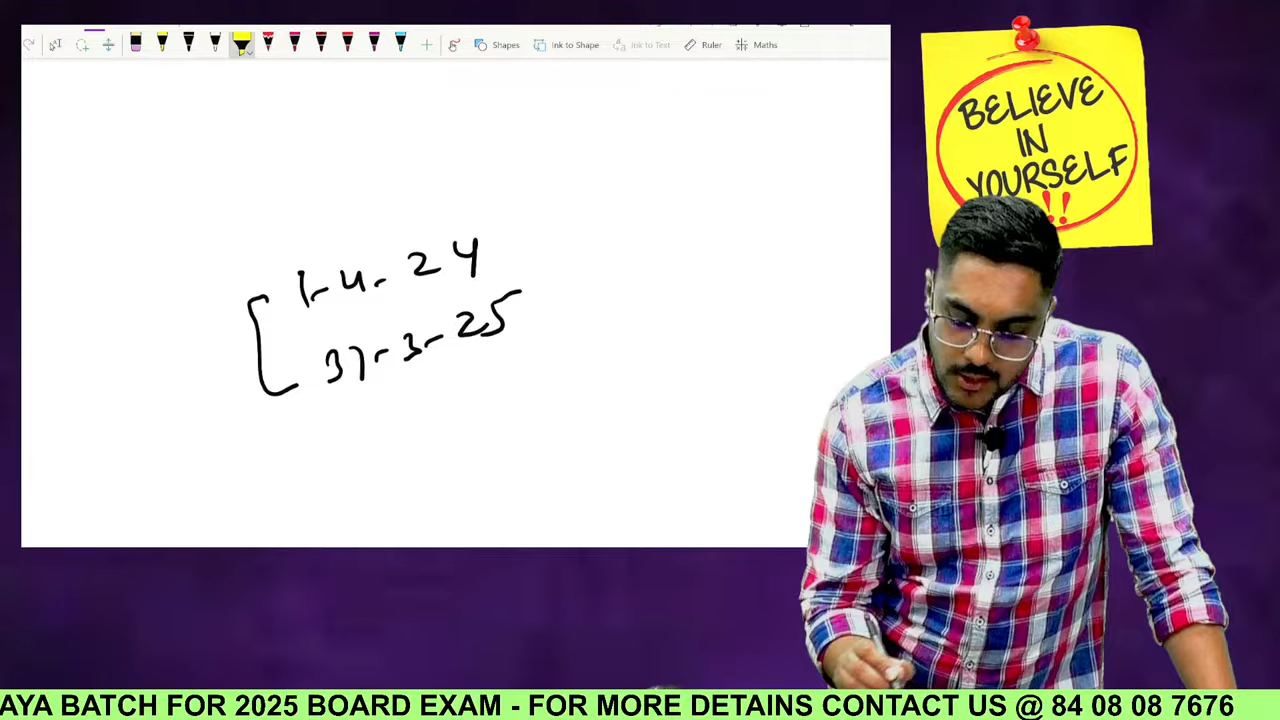 Shapes
Ink to Shape
Ink to Text
Ruler
Maths
BELIEVE
IN
YOURSELF
!!
1-4-24
31-3-25
AYA BATCH FOR 2025 BOARD EXAM - FOR MORE DETAINS CONTACT US @ 84 08 08 7676